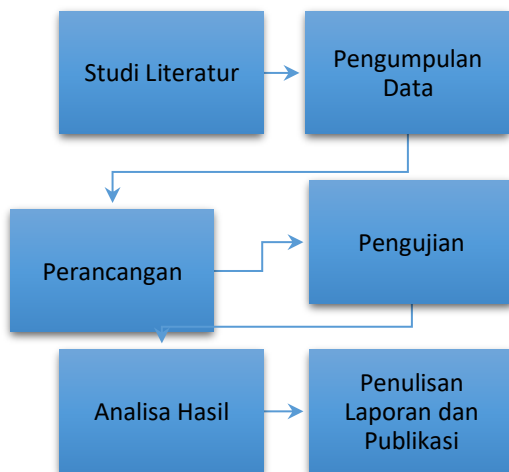 Studi Literatur
Pengumpulan
Data
Perancangan
Pengujian
Analisa Hasil
Penulisan
Laporan dan
Publikasi